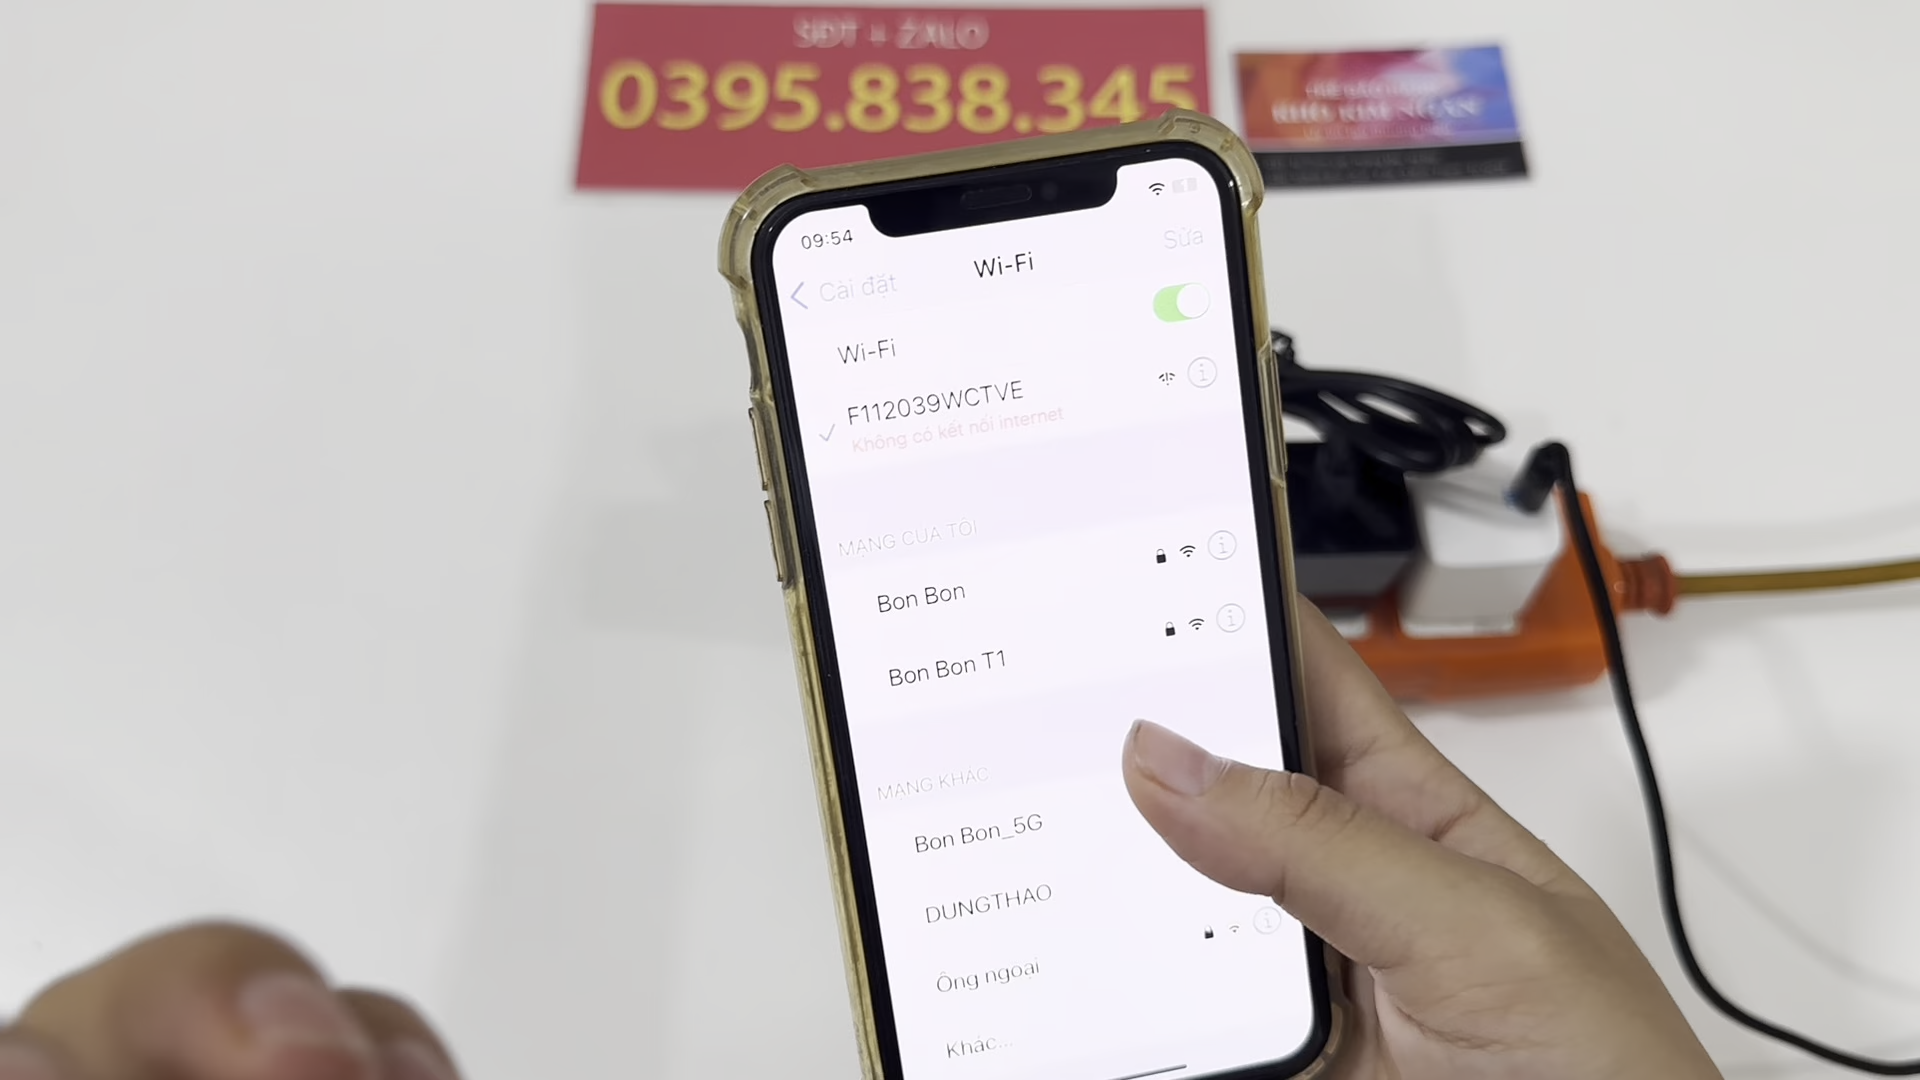 SĐT + ZALO
0395.838.345
09:54
Cài đặt
Wi-Fi
Sửa
Wi-Fi
F112039WCTVE
Không có kết nối internet
MẠNG CỦA TÔI
Bon Bon
Bon Bon T1
MẠNG KHÁC
Bon Bon_5G
DUNGTHAO
Ông ngoại
Khác...